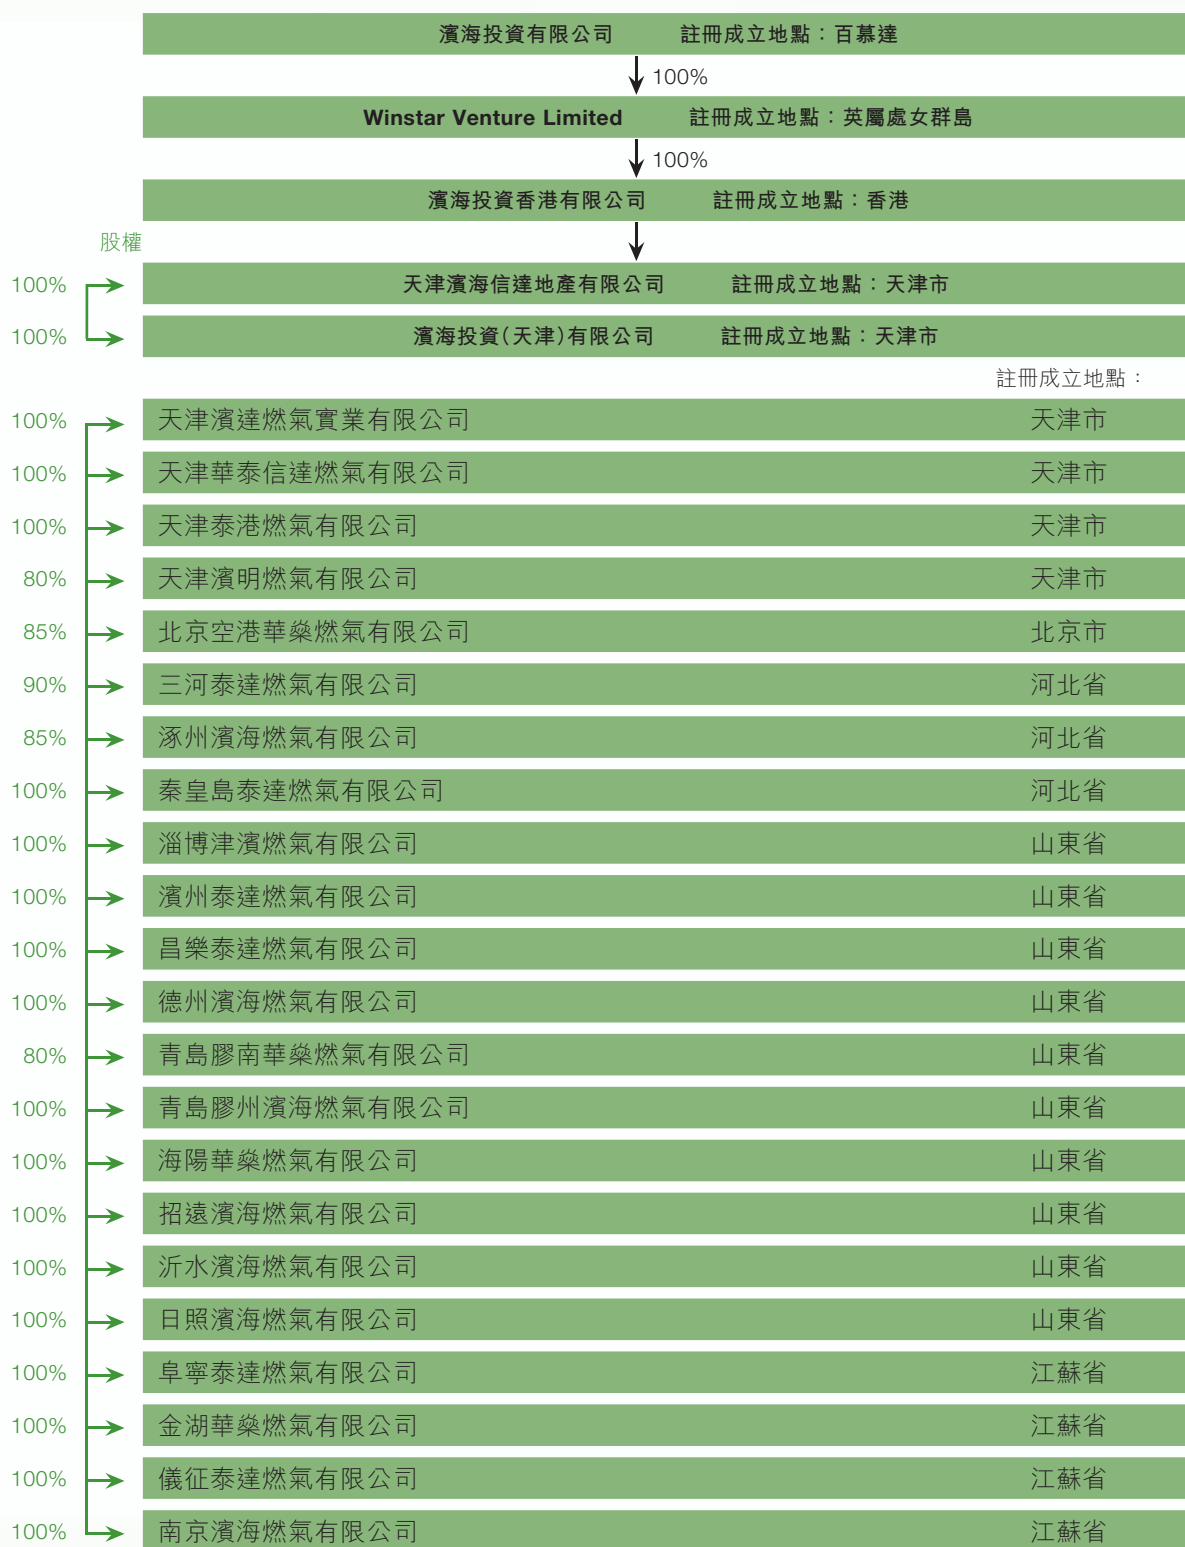 濱海投資有限公司 註冊成立地點：百慕達
100%
Winstar Venture Limited 註冊成立地點：英屬處女群島
100%
濱海投資香港有限公司 註冊成立地點：香港
股權
100% 天津濱海信達地產有限公司 註冊成立地點：天津市
100% 濱海投資(天津)有限公司 註冊成立地點：天津市
註冊成立地點：
100% 天津濱達燃氣實業有限公司 天津市
100% 天津華泰信達燃氣有限公司 天津市
100% 天津泰港燃氣有限公司 天津市
80% 天津濱明燃氣有限公司 天津市
85% 北京空港華燊燃氣有限公司 北京市
90% 三河泰達燃氣有限公司 河北省
85% 涿州濱海燃氣有限公司 河北省
100% 秦皇島泰達燃氣有限公司 河北省
100% 淄博津濱燃氣有限公司 山東省
100% 濱州泰達燃氣有限公司 山東省
100% 昌樂泰達燃氣有限公司 山東省
100% 德州濱海燃氣有限公司 山東省
80% 青島膠南華燊燃氣有限公司 山東省
100% 青島膠州濱海燃氣有限公司 山東省
100% 海陽華燊燃氣有限公司 山東省
100% 招遠濱海燃氣有限公司 山東省
100% 沂水濱海燃氣有限公司 山東省
100% 日照濱海燃氣有限公司 山東省
100% 阜寧泰達燃氣有限公司 江蘇省
100% 金湖華燊燃氣有限公司 江蘇省
100% 儀征泰達燃氣有限公司 江蘇省
100% 南京濱海燃氣有限公司 江蘇省